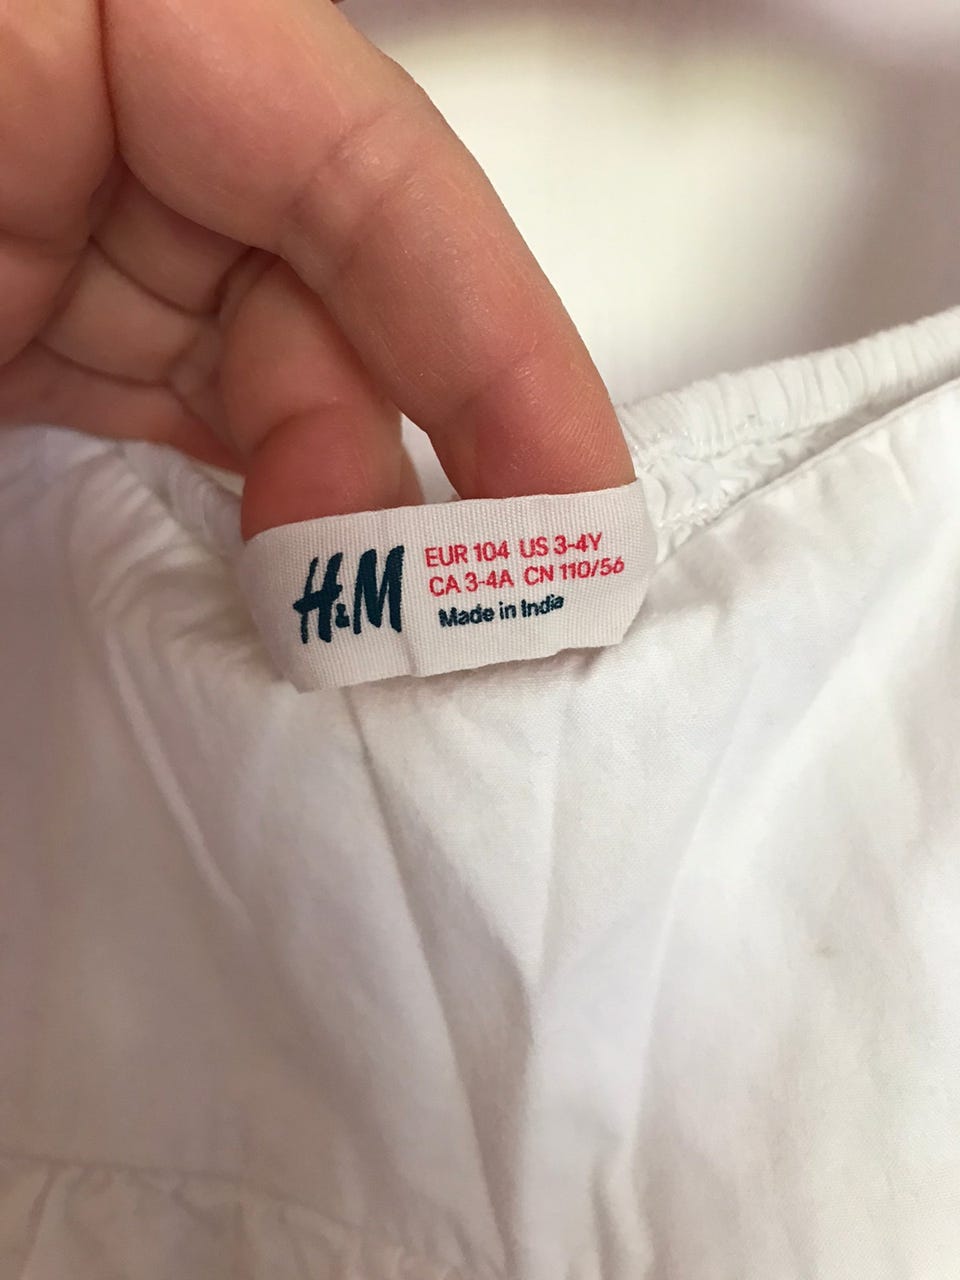 H&M
EUR 104 US 3-4Y
CA 3-4A CN 110/56
Made in India